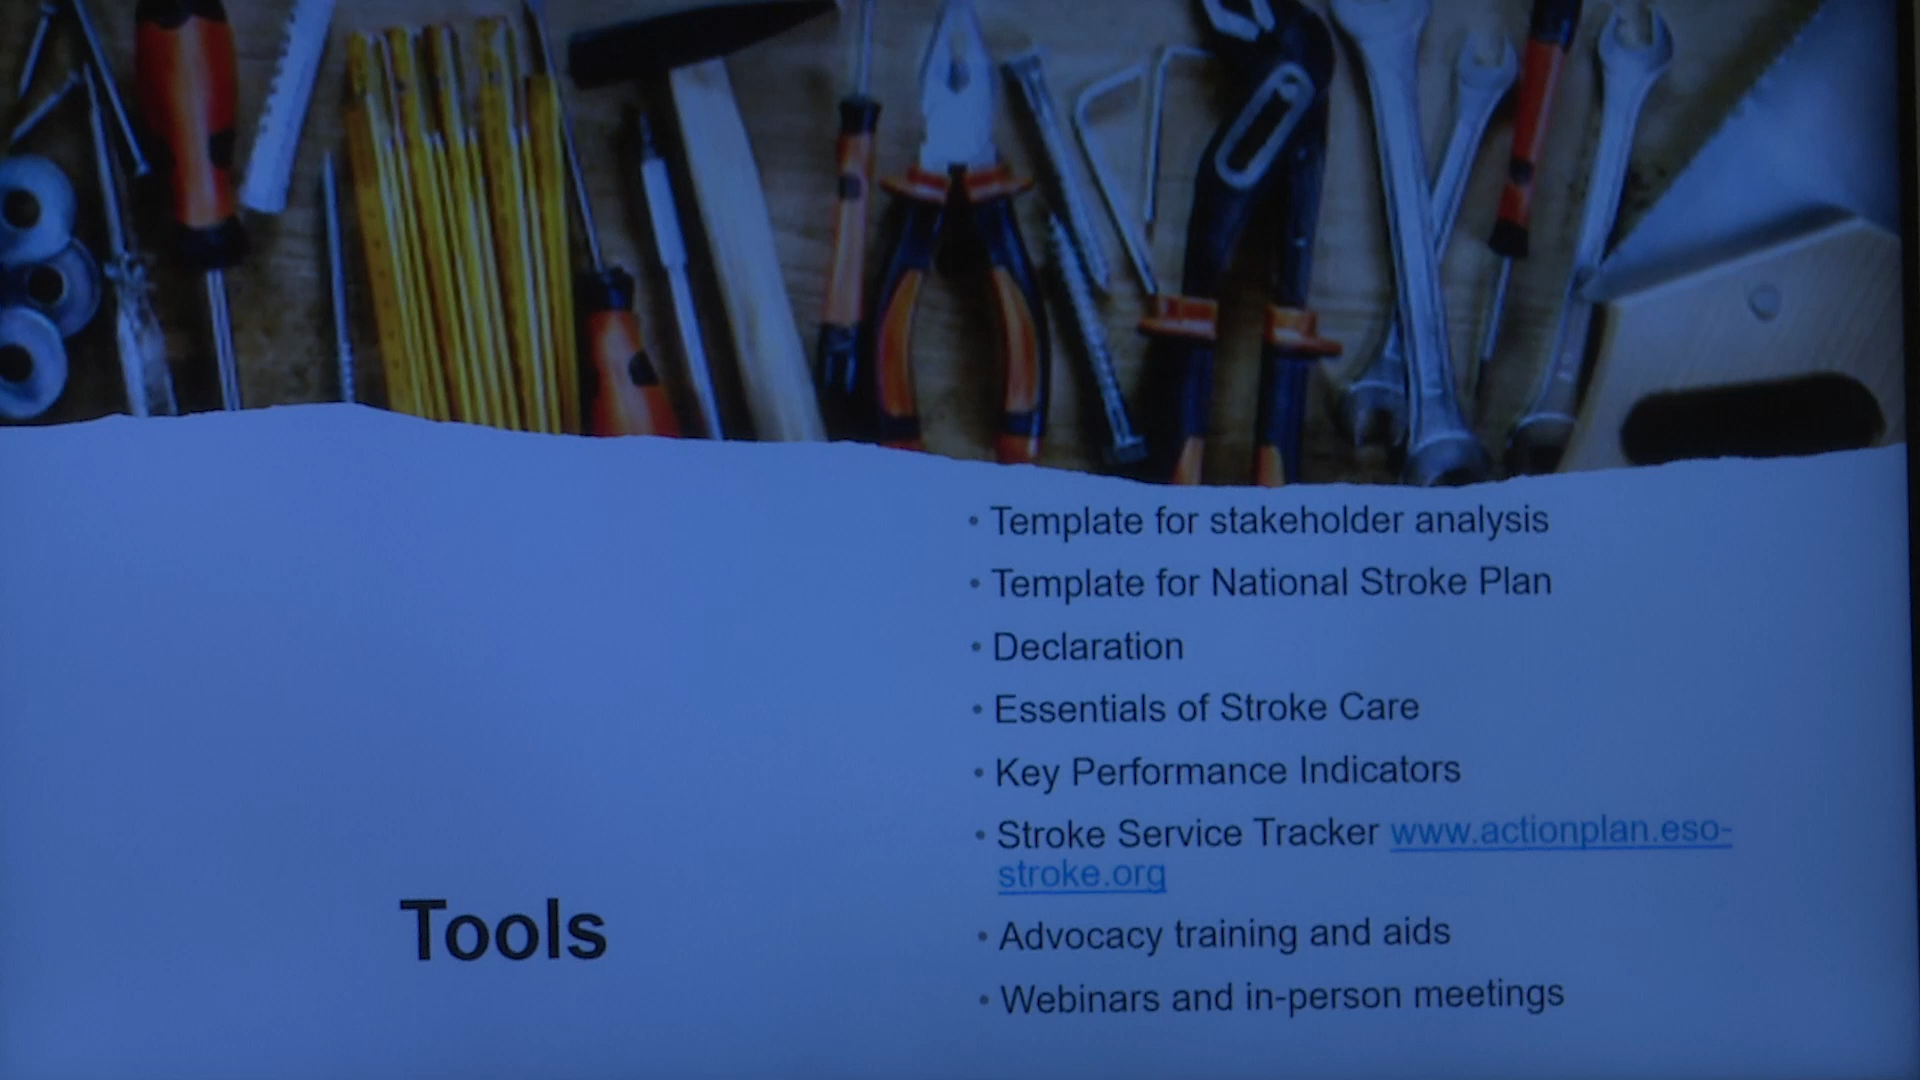 • Template for stakeholder analysis
• Template for National Stroke Plan
• Declaration
• Essentials of Stroke Care
• Key Performance Indicators
• Stroke Service Tracker www.actionplan.eso-
stroke.org
• Advocacy training and aids
• Webinars and in-person meetings
Tools